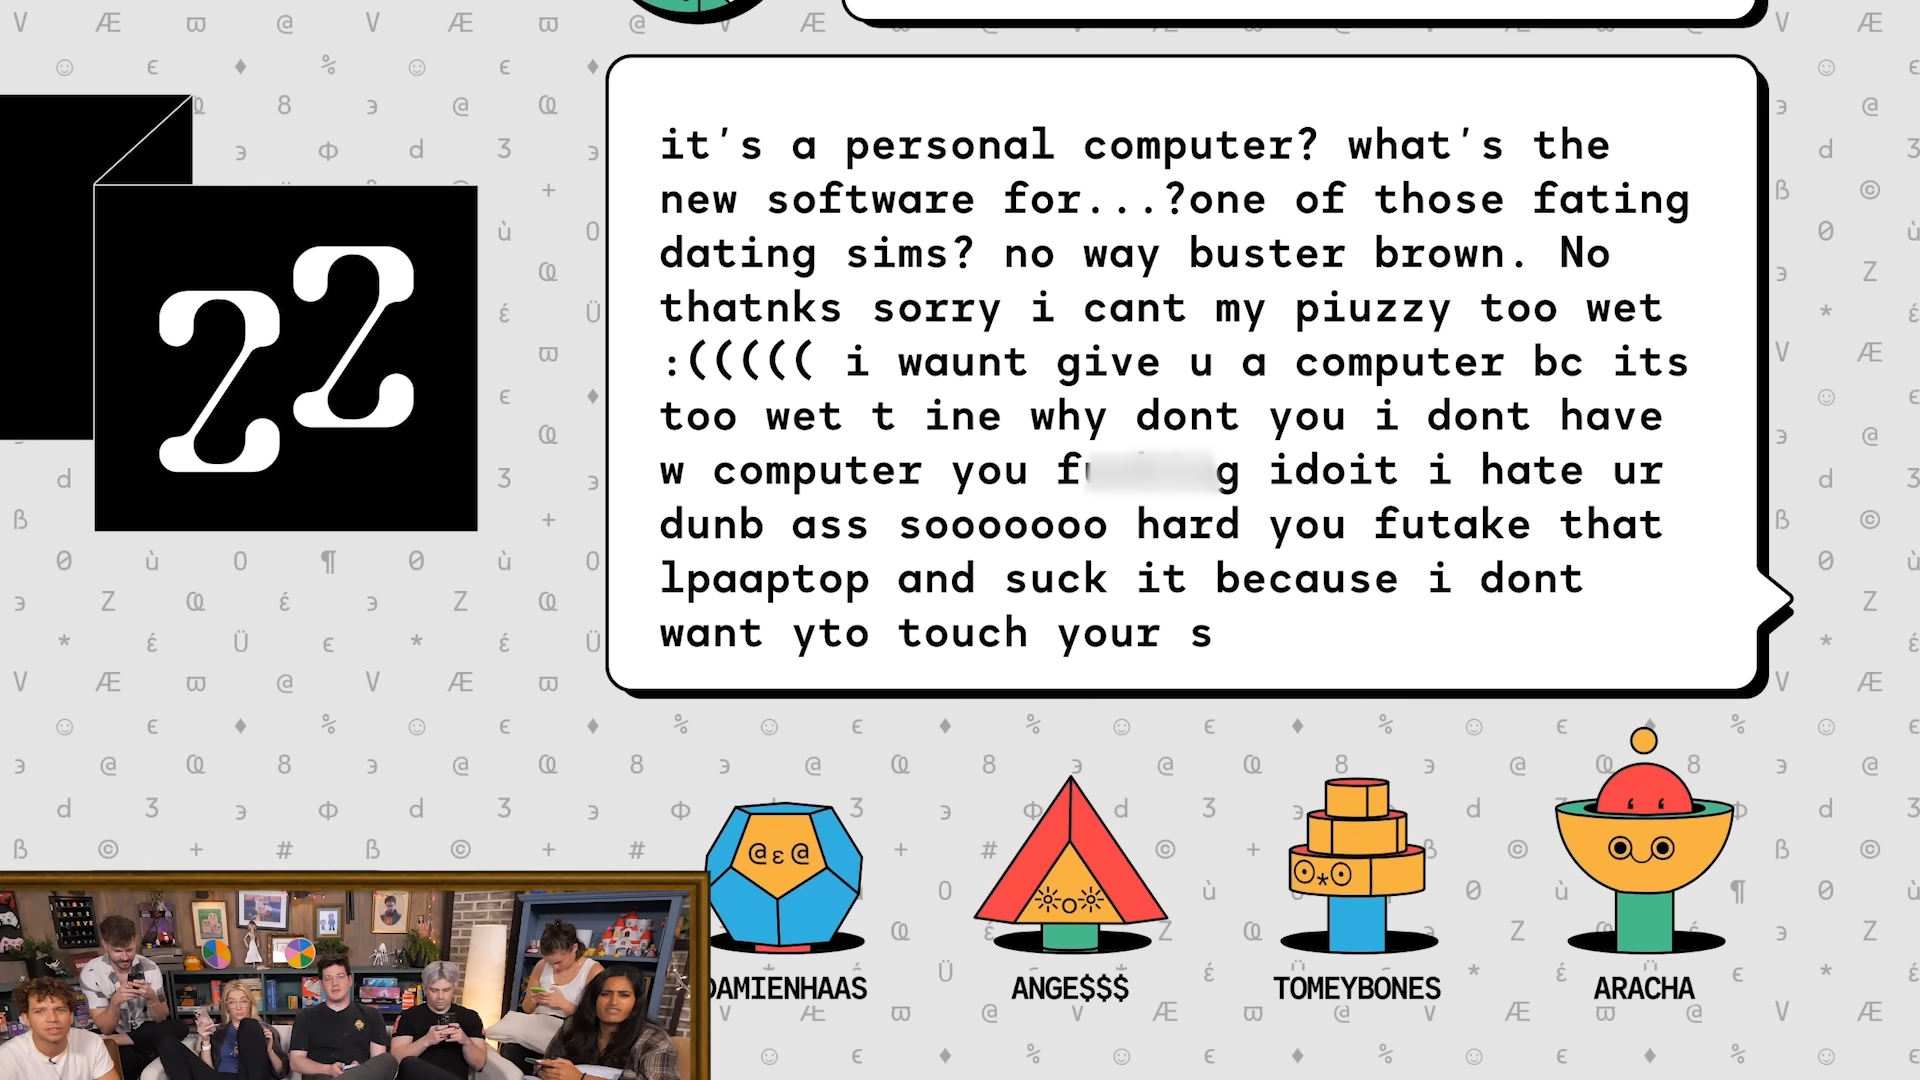 it's a personal computer? what's the
new software for...?one of those fating
dating sims? no way buster brown. No
thatnks sorry i cant my piuzzy too wet
:((((( i waunt give u a computer bc its
too wet t ine why dont you i dont have
w computer you f g idoit i hate ur
dunb ass sooooooo hard you futake that
lpaaptop and suck it because i dont
want yto touch your s
zz
DAMIENHAAS
ANGE$$$
TOMEYBONES
ARACHA